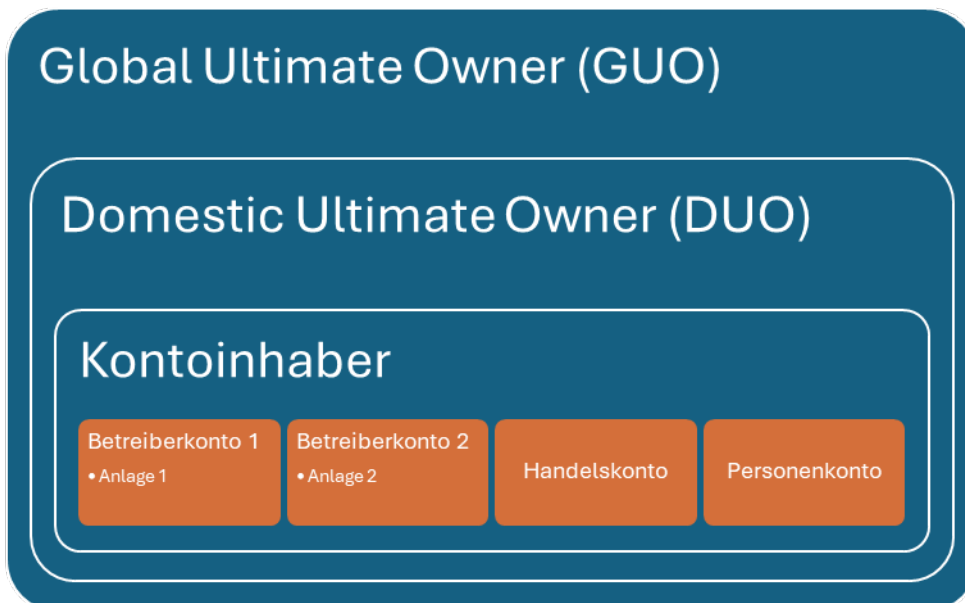 Global Ultimate Owner (GUO)
Domestic Ultimate Owner (DUO)
Kontoinhaber
Betreiberkonto 1
• Anlage 1
Betreiberkonto 2
• Anlage 2
Handelskonto
Personenkonto